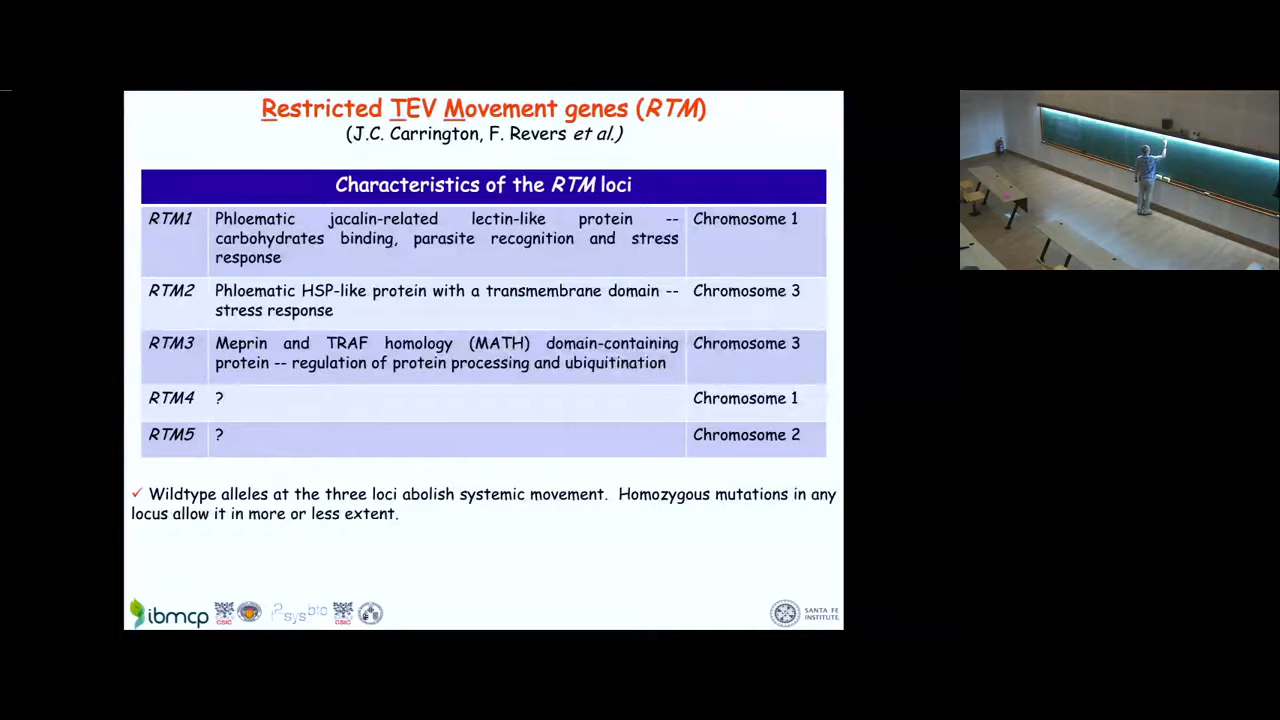 Restricted TEV Movement genes (RTM)
(J.C. Carrington, F. Revers et al.)
Characteristics of the RTM loci
RTM1 Phloematic jacalin-related lectin-like protein -- Chromosome 1
carbohydrates binding, parasite recognition and stress
response
RTM2 Phloematic HSP-like protein with a transmembrane domain -- Chromosome 3
stress response
RTM3 Meprin and TRAF homology (MATH) domain-containing Chromosome 3
protein -- regulation of protein processing and ubiquitination
RTM4 ? Chromosome 1
RTM5 ? Chromosome 2
✓ Wildtype alleles at the three loci abolish systemic movement. Homozygous mutations in any
locus allow it in more or less extent.
ibmcp CSIC i2sysbio CSIC SANTA FE
INSTITUTE